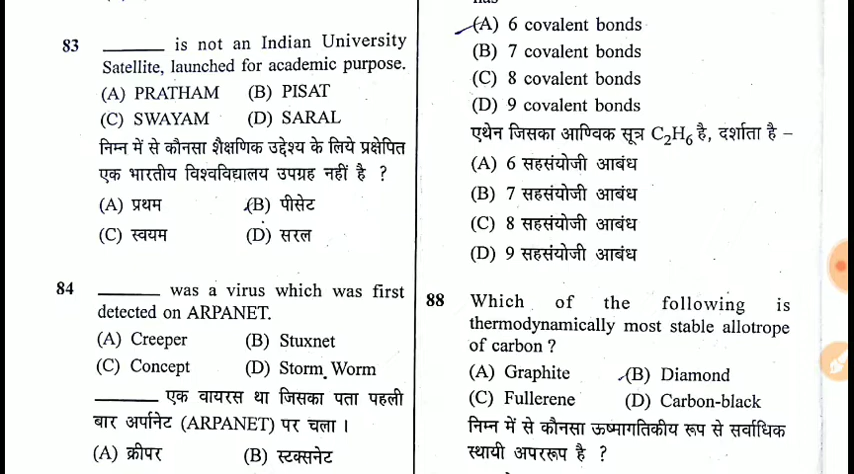 83 ______ is not an Indian University
Satellite, launched for academic purpose.
(A) PRATHAM (B) PISAT
(C) SWAYAM (D) SARAL
निम्न में से कौनसा शैक्षणिक उद्देश्य के लिये प्रक्षेपित
एक भारतीय विश्वविद्यालय उपग्रह नहीं है ?
(A) प्रथम (B) पीसेट
(C) स्वयम (D) सरल
84 ______ was a virus which was first
detected on ARPANET.
(A) Creeper (B) Stuxnet
(C) Concept (D) Storm Worm
______ एक वायरस था जिसका पता पहली
बार अर्पानेट (ARPANET) पर चला ।
(A) क्रीपर (B) स्टक्सनेट
(A) 6 covalent bonds
(B) 7 covalent bonds
(C) 8 covalent bonds
(D) 9 covalent bonds
एथेन जिसका आण्विक सूत्र C₂H₆ है, दर्शाता है –
(A) 6 सहसंयोजी आबंध
(B) 7 सहसंयोजी आबंध
(C) 8 सहसंयोजी आबंध
(D) 9 सहसंयोजी आबंध
88 Which of the following is
thermodynamically most stable allotrope
of carbon ?
(A) Graphite (B) Diamond
(C) Fullerene (D) Carbon-black
निम्न में से कौनसा ऊष्मागतिकीय रूप से सर्वाधिक
स्थायी अपररूप है ?